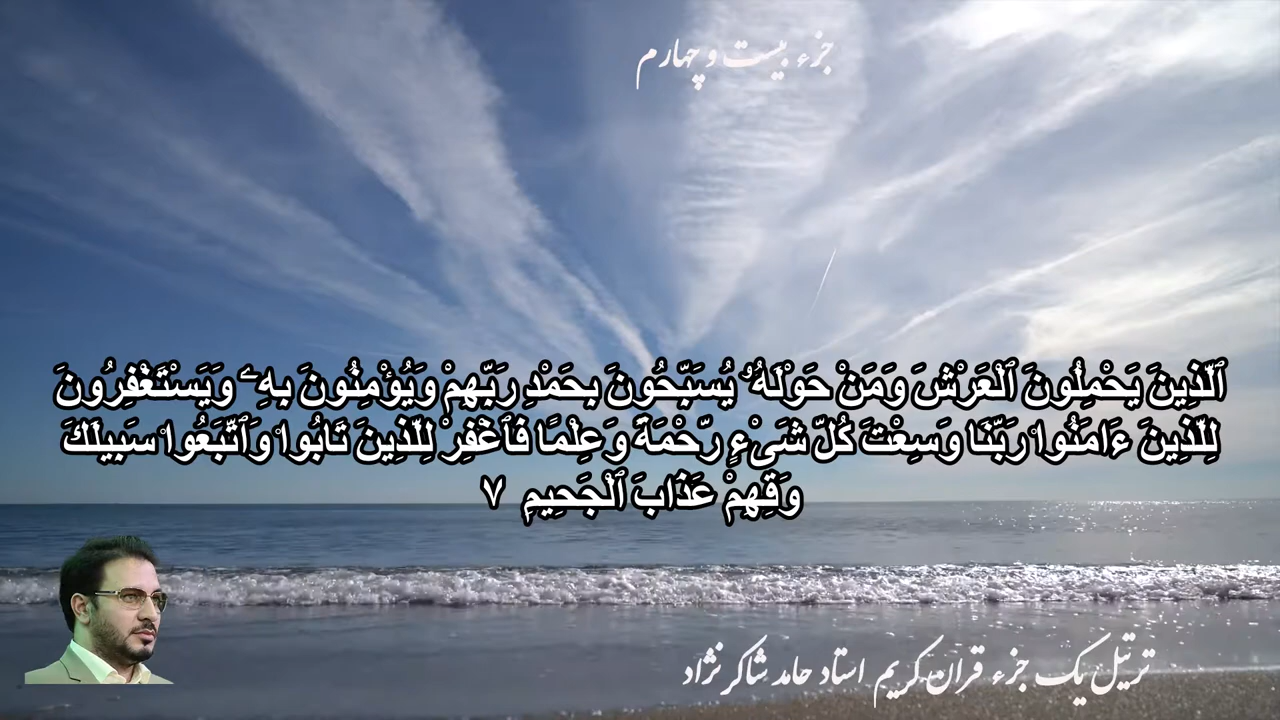 جزء بیست و چهارم
ٱلَّذِينَ يَحْمِلُونَ ٱلْعَرْشَ وَمَنْ حَوْلَهُۥ يُسَبِّحُونَ بِحَمْدِ رَبِّهِمْ وَيُؤْمِنُونَ بِهِۦ وَيَسْتَغْفِرُونَ
لِلَّذِينَ ءَامَنُوا۟ رَبَّنَا وَسِعْتَ كُلَّ شَىْءٍ رَّحْمَةً وَعِلْمًا فَٱغْفِرْ لِلَّذِينَ تَابُوا۟ وَٱتَّبَعُوا۟ سَبِيلَكَ
وَقِهِمْ عَذَابَ ٱلْجَحِيمِ ٧
ترتیل یک جزء قران کریم استاد حامد شاکرنژاد